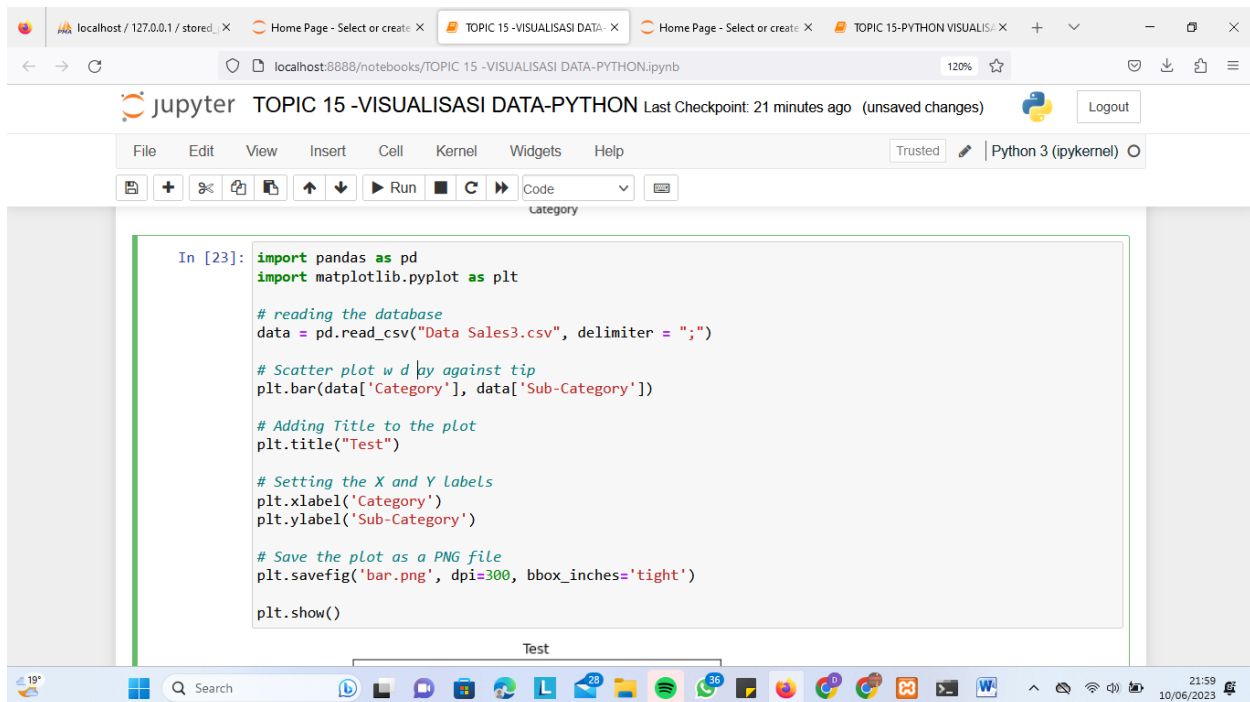 localhost / 127.0.0.1 / stored_
Home Page - Select or create
TOPIC 15 -VISUALISASI DATA-
Home Page - Select or create
TOPIC 15-PYTHON VISUALISA
localhost:8888/notebooks/TOPIC 15 -VISUALISASI DATA-PYTHON.ipynb
120%
jupyter TOPIC 15 -VISUALISASI DATA-PYTHON Last Checkpoint: 21 minutes ago (unsaved changes)
Logout
File Edit View Insert Cell Kernel Widgets Help
Trusted
Python 3 (ipykernel)
Run
Code
Category
In [23]:
import pandas as pd
import matplotlib.pyplot as plt
# reading the database
data = pd.read_csv("Data Sales3.csv", delimiter = ";")
# Scatter plot w d ay against tip
plt.bar(data['Category'], data['Sub-Category'])
# Adding Title to the plot
plt.title("Test")
# Setting the X and Y labels
plt.xlabel('Category')
plt.ylabel('Sub-Category')
# Save the plot as a PNG file
plt.savefig('bar.png', dpi=300, bbox_inches='tight')
plt.show()
Test
19°
Search
28
36
D
L
W
21:59
10/06/2023